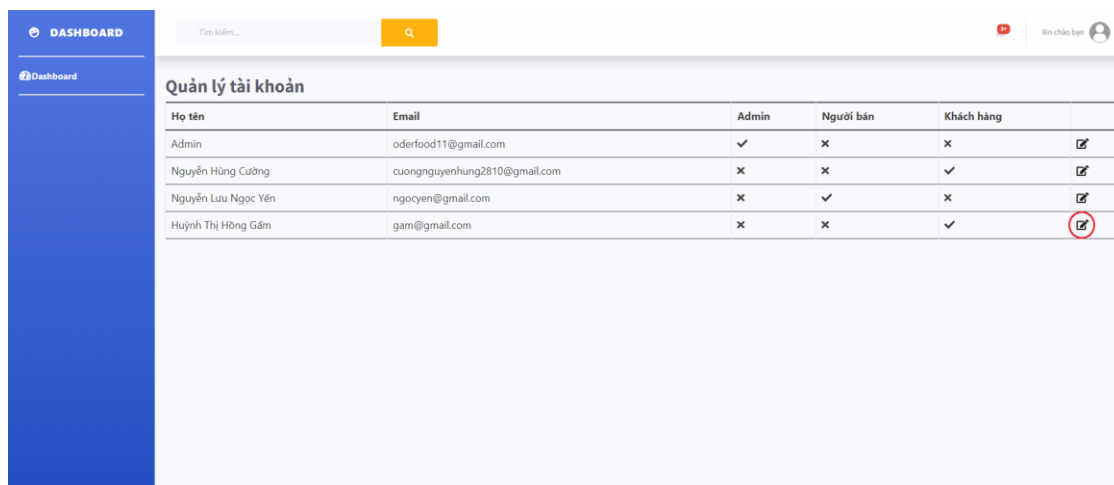 DASHBOARD
Tìm kiếm...
3+
Xin chào bạn
Dashboard
Quản lý tài khoản
Họ tên Email Admin Người bán Khách hàng
Admin oderfood11@gmail.com
Nguyễn Hùng Cường cuongnguyenhung2810@gmail.com
Nguyễn Lưu Ngọc Yến ngocyen@gmail.com
Huỳnh Thị Hồng Gấm gam@gmail.com